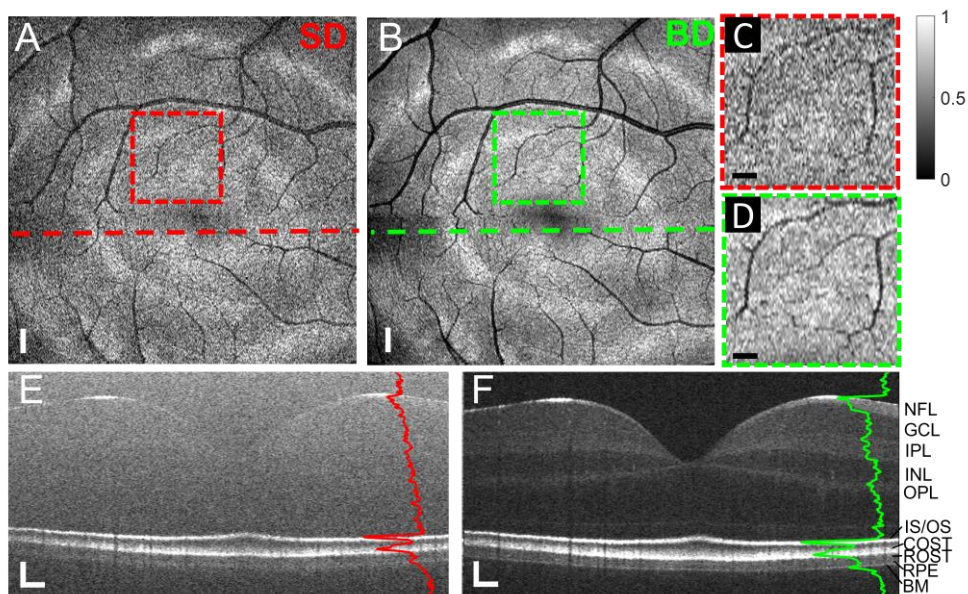 A
SD
B
BD
C
1
0.5
0
D
E
F
NFL
GCL
IPL
INL
OPL
IS/OS
COST
ROST
RPE
BM